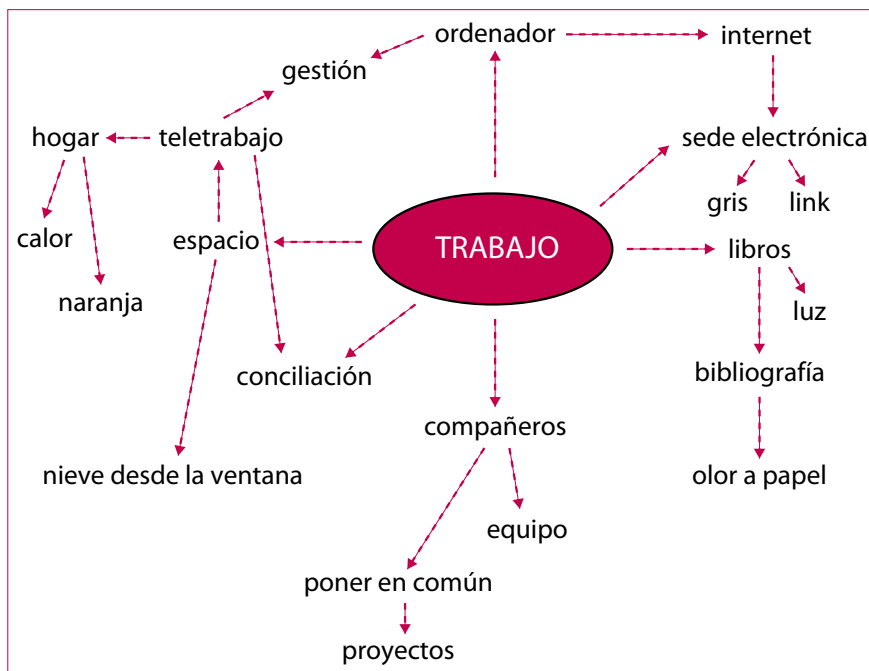 ordenador
internet
gestión
hogar
teletrabajo
sede electrónica
gris
link
calor
espacio
TRABAJO
libros
naranja
luz
conciliación
bibliografía
compañeros
nieve desde la ventana
olor a papel
equipo
poner en común
proyectos